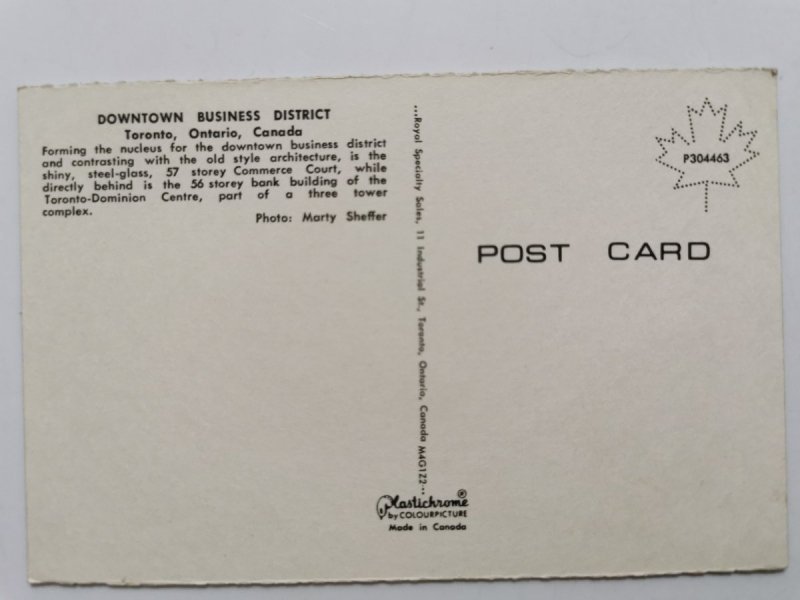 DOWNTOWN BUSINESS DISTRICT
Toronto, Ontario, Canada
Forming the nucleus for the downtown business district
and contrasting with the old style architecture, is the
shiny, steel-glass, 57 storey Commerce Court, while
directly behind is the 56 storey bank building of the
Toronto-Dominion Centre, part of a three tower
complex.
Photo: Marty Sheffer
...Royal Specialty Sales, 11 Industrial St., Toronto, Ontario, Canada M4G1Z2...
Plastichrome®
by COLOURPICTURE
Made in Canada
P304463
POST CARD